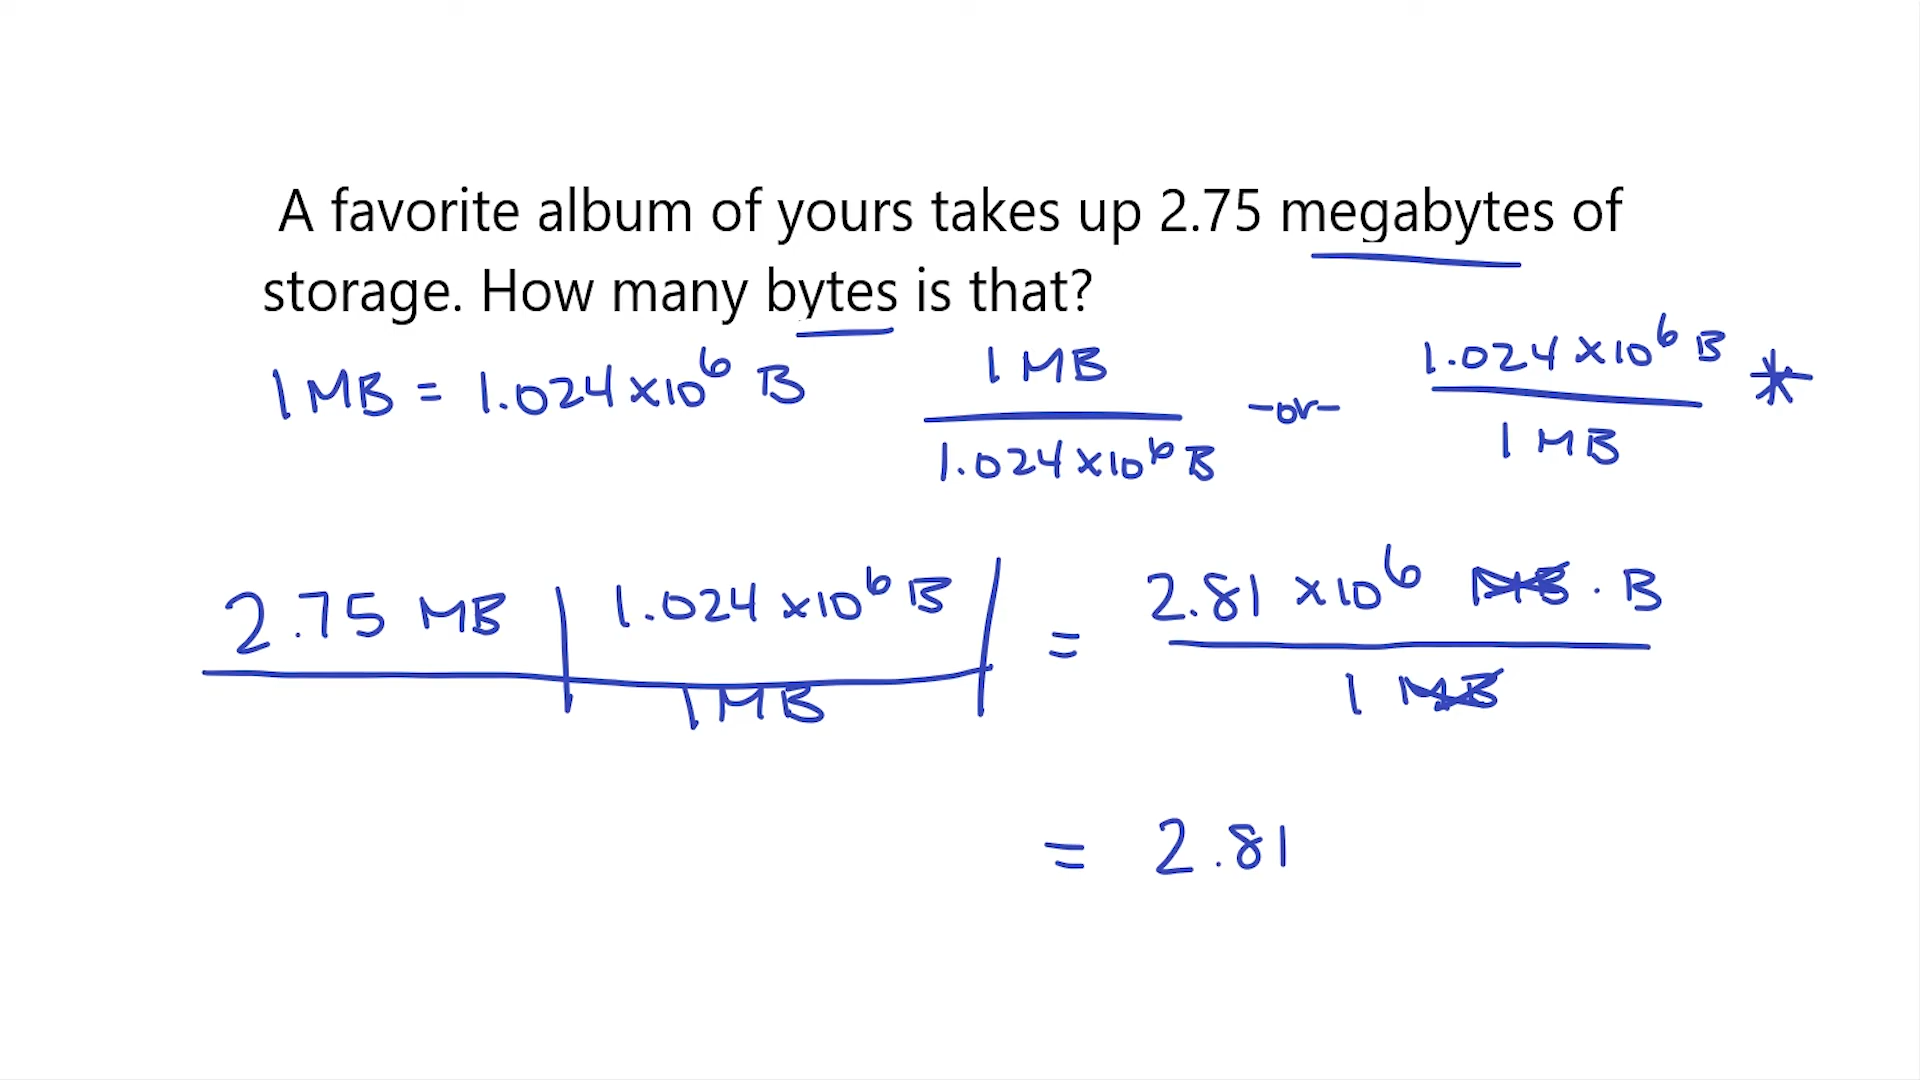 A favorite album of yours takes up 2.75 megabytes of
storage. How many bytes is that?
1 MB = 1.024 x10^6 B
1 MB
1.024 x10^6 B
-or-
1.024 x10^6 B
1 MB
*
2.75 MB | 1.024 x10^6 B |
1 MB
= 2.81 x10^6 MB · B
1 MB
= 2.81